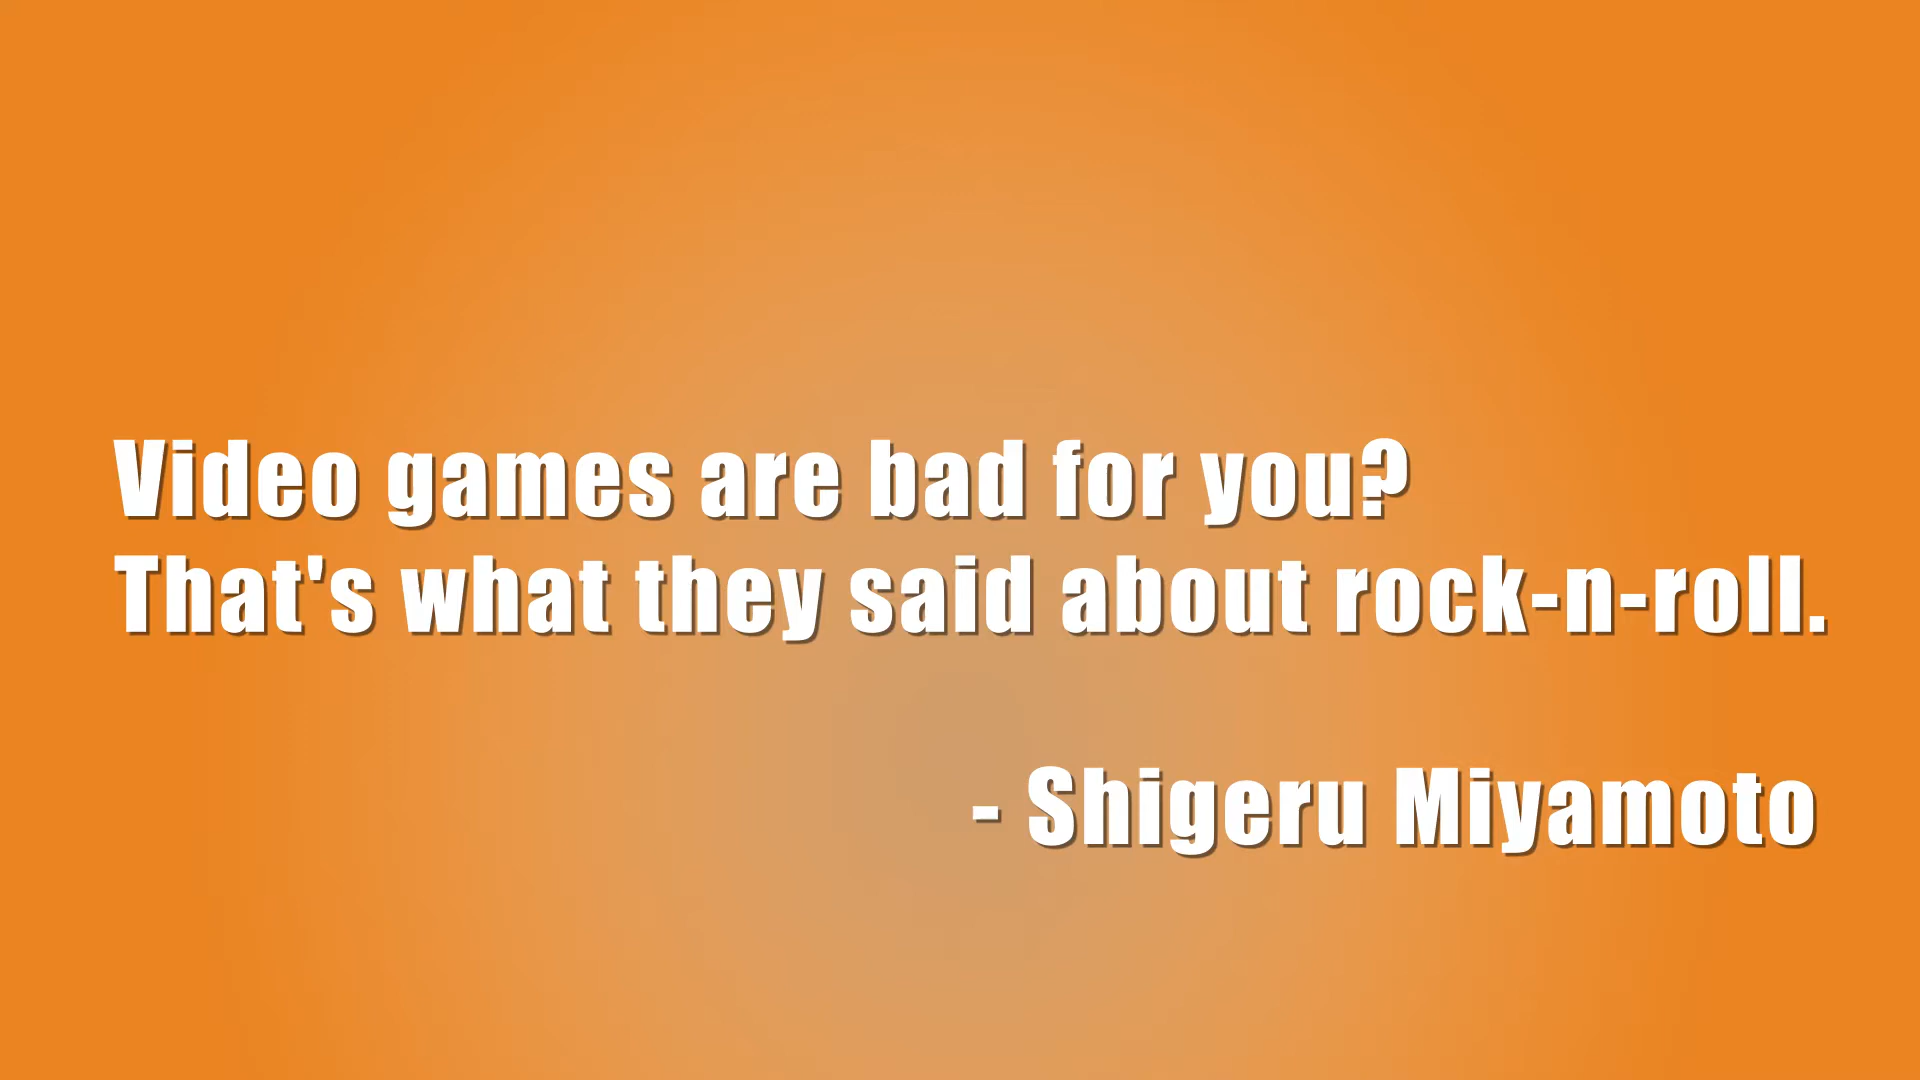 Video games are bad for you?
That's what they said about rock-n-roll.
- Shigeru Miyamoto